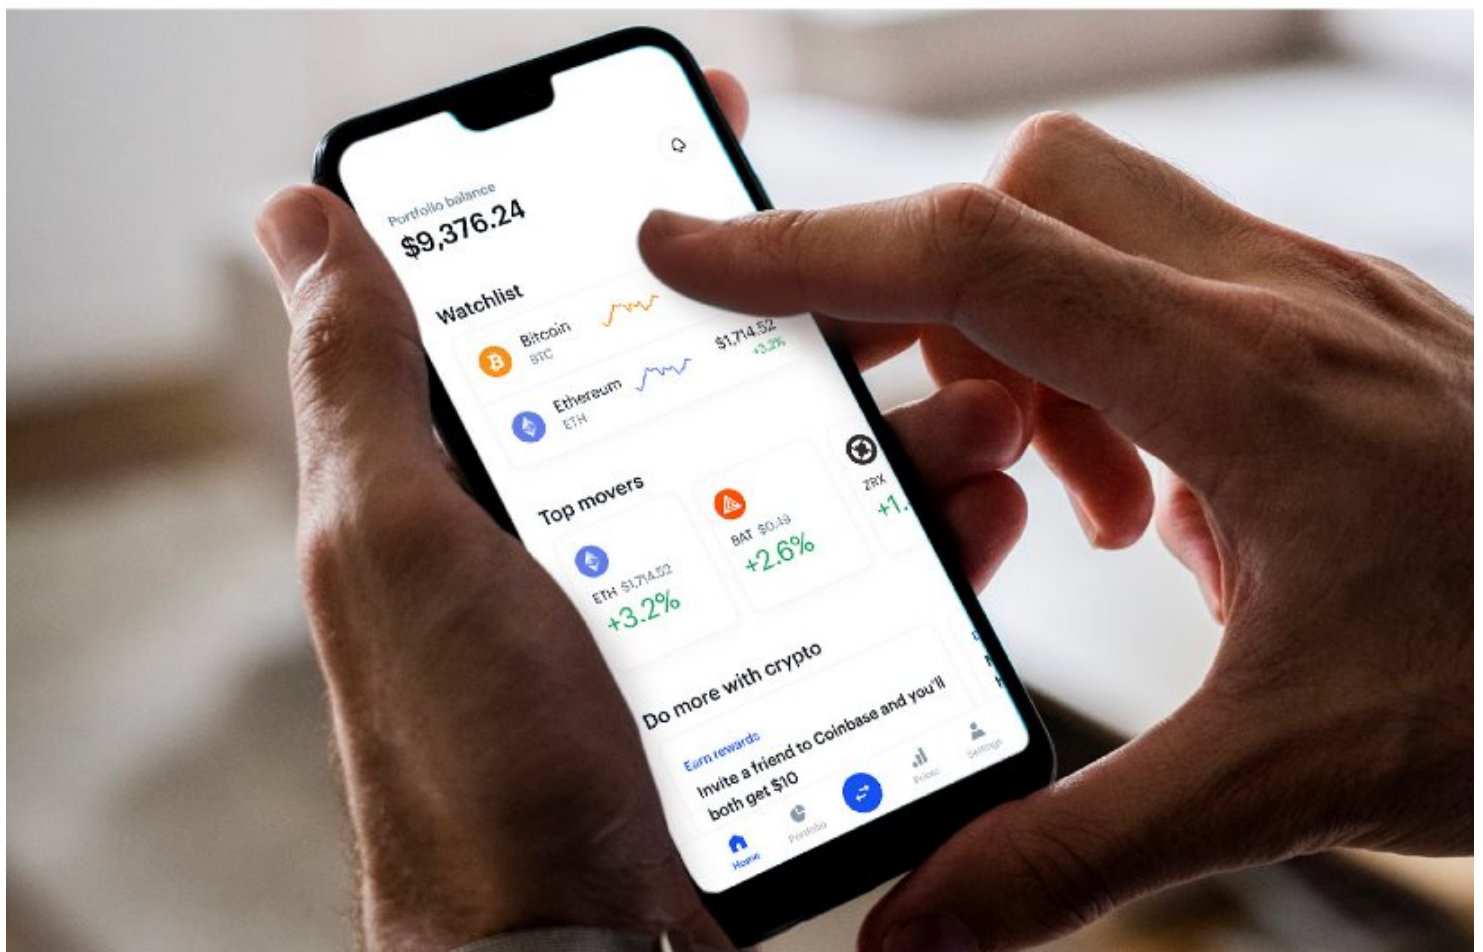 Portfolio balance
$9,376.24
Watchlist
Bitcoin
BTC
Ethereum
ETH
$1,714.52
+3.2%
Top movers
ETH $1,714.52
+3.2%
BAT $0.49
+2.6%
ZRX
+1.
Do more with crypto
Earn rewards
Invite a friend to Coinbase and you'll
both get $10
Home
Portfolio
Prices
Settings